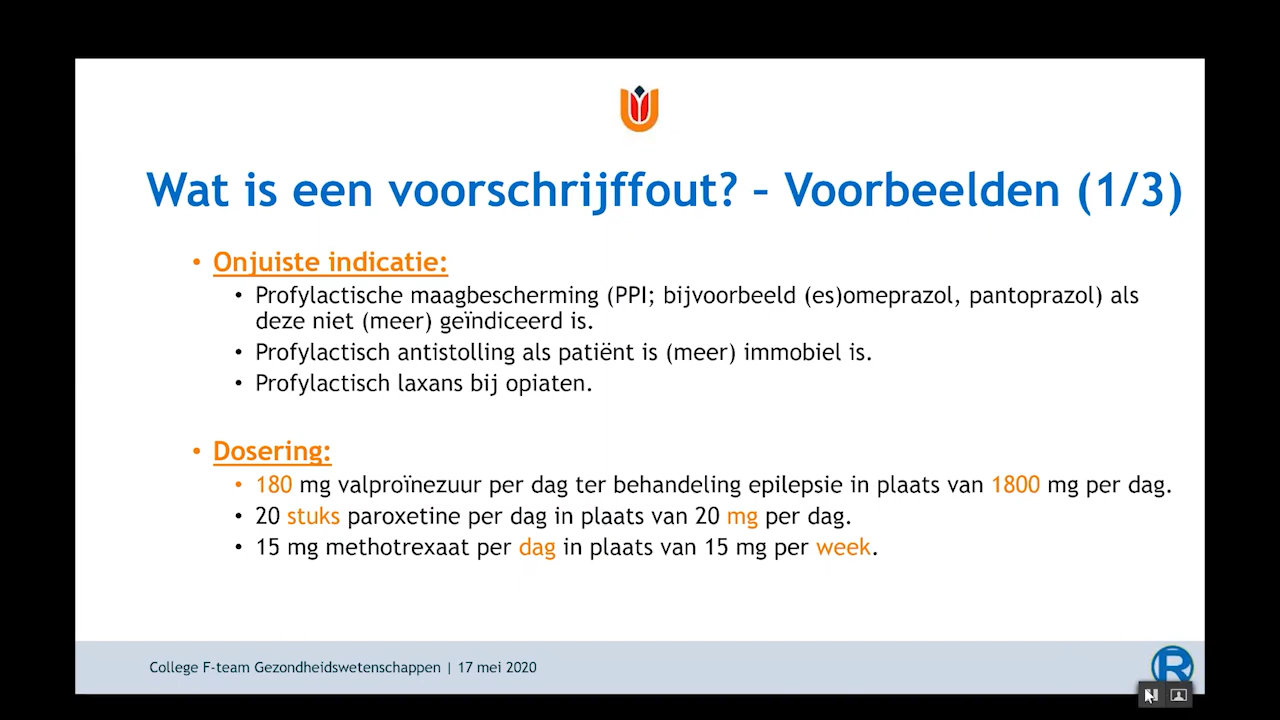 Wat is een voorschrijffout? – Voorbeelden (1/3)
• Onjuiste indicatie:
• Profylactische maagbescherming (PPI; bijvoorbeeld (es)omeprazol, pantoprazol) als
deze niet (meer) geïndiceerd is.
• Profylactisch antistolling als patiënt is (meer) immobiel is.
• Profylactisch laxans bij opiaten.
• Dosering:
• 180 mg valproïnezuur per dag ter behandeling epilepsie in plaats van 1800 mg per dag.
• 20 stuks paroxetine per dag in plaats van 20 mg per dag.
• 15 mg methotrexaat per dag in plaats van 15 mg per week.
College F-team Gezondheidswetenschappen | 17 mei 2020
R